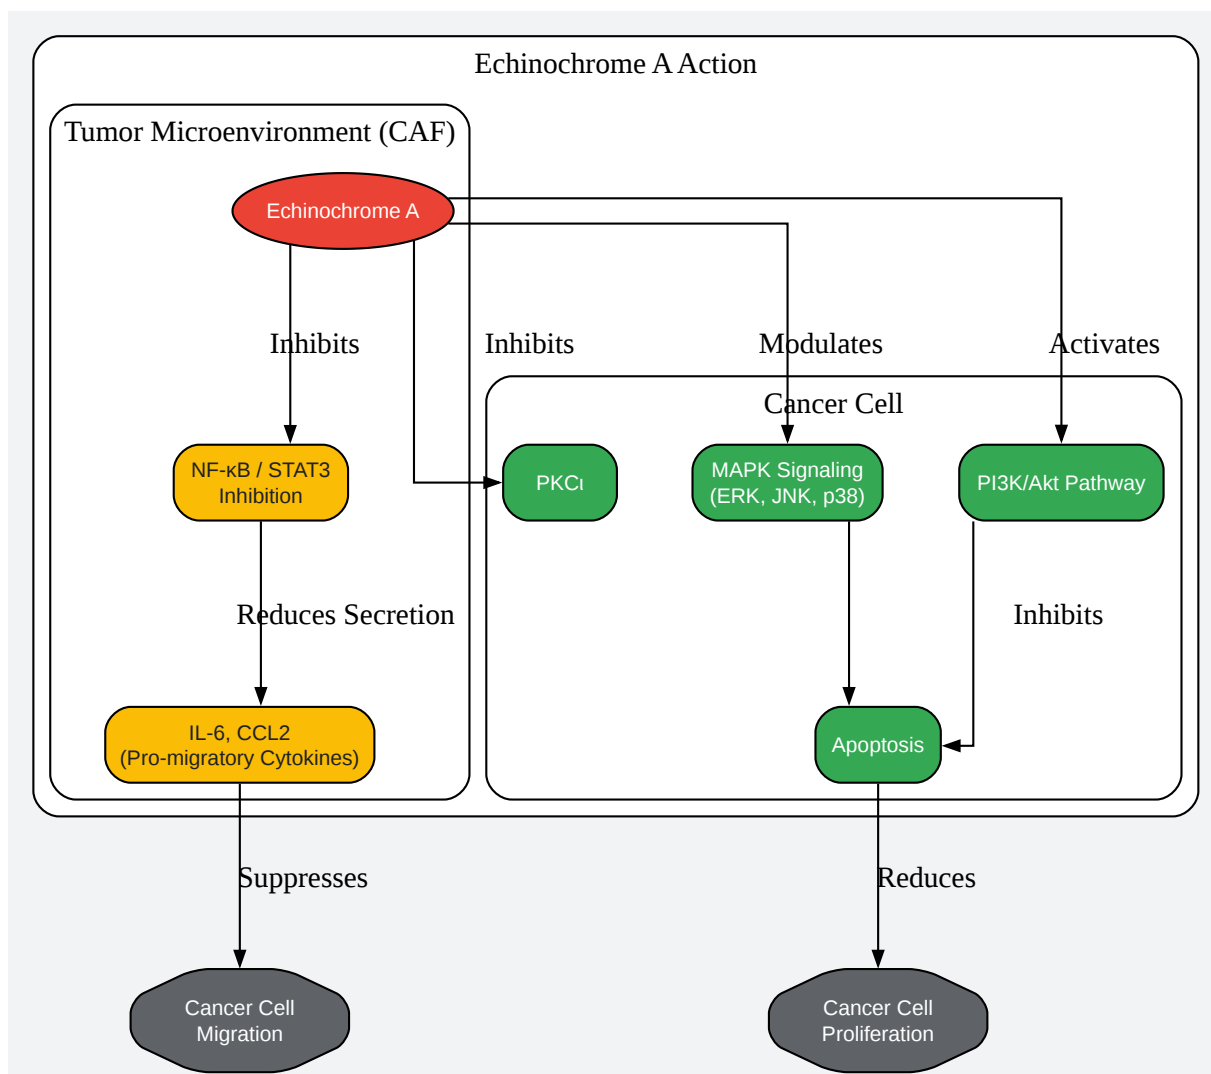 Echinochrome A Action
Tumor Microenvironment (CAF)
Echinochrome A
Inhibits
Inhibits
Modulates
Activates
Cancer Cell
NF-κB / STAT3
Inhibition
PKCι
MAPK Signaling
(ERK, JNK, p38)
PI3K/Akt Pathway
Reduces Secretion
Inhibits
IL-6, CCL2
(Pro-migratory Cytokines)
Apoptosis
Suppresses
Reduces
Cancer Cell
Migration
Cancer Cell
Proliferation